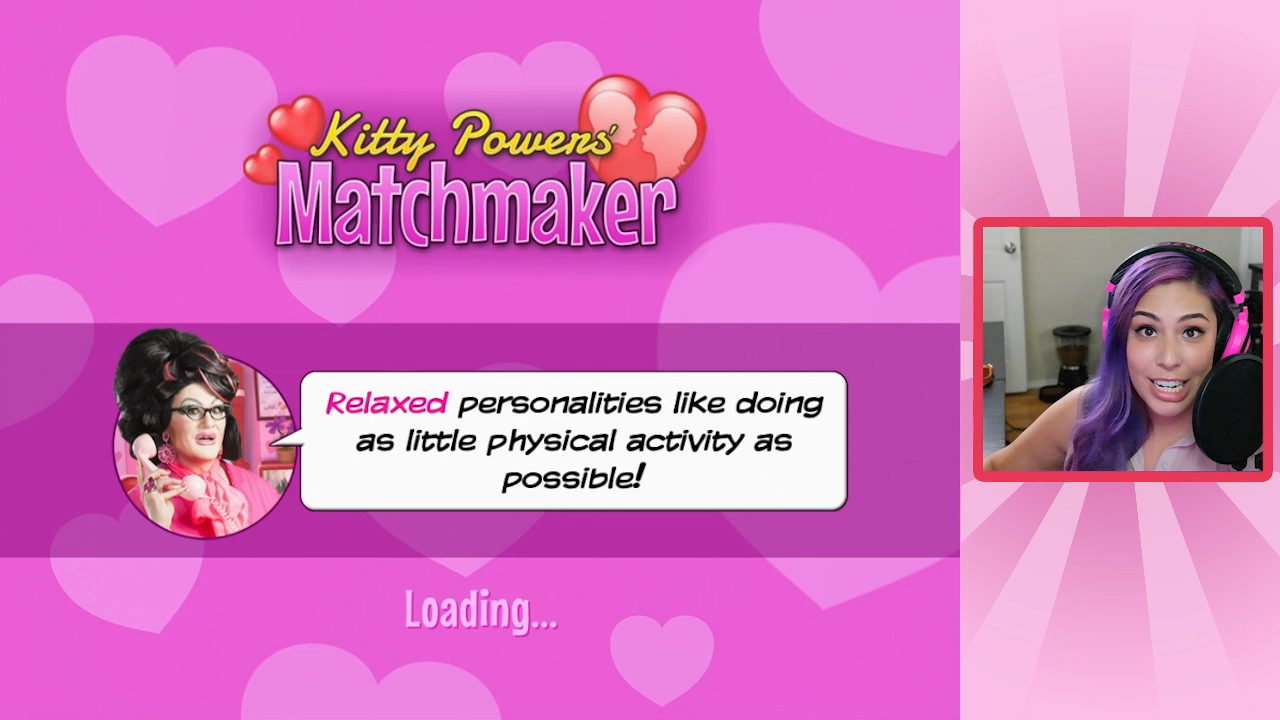 Kitty Powers'
Matchmaker
Relaxed personalities like doing
as little physical activity as
possible!
Loading...